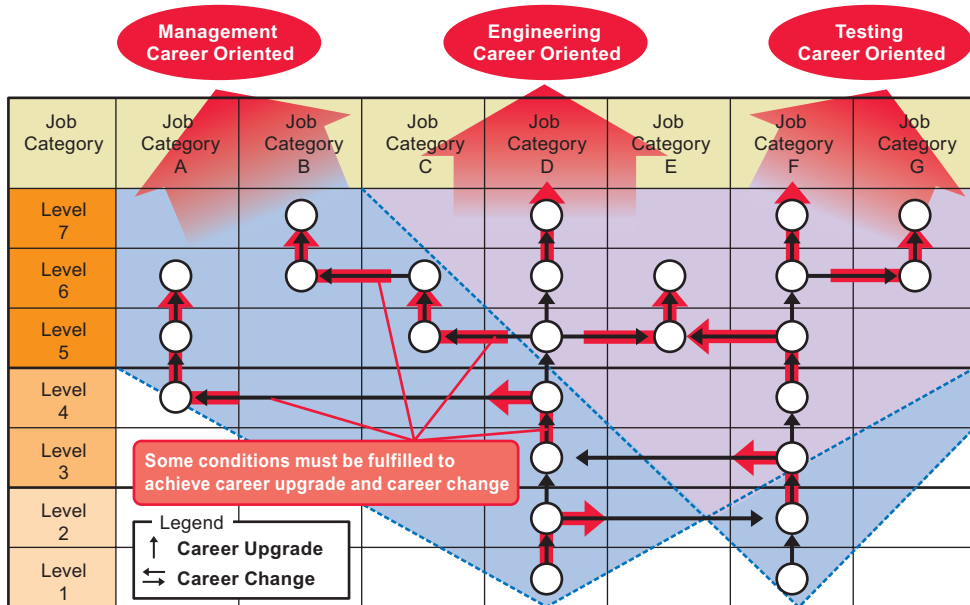 Management
Career Oriented
Engineering
Career Oriented
Testing
Career Oriented
Job
Category
Job
Category
A
Job
Category
B
Job
Category
C
Job
Category
D
Job
Category
E
Job
Category
F
Job
Category
G
Level
7
Level
6
Level
5
Level
4
Level
3
Level
2
Level
1
Some conditions must be fulfilled to
achieve career upgrade and career change
Legend
Career Upgrade
Career Change